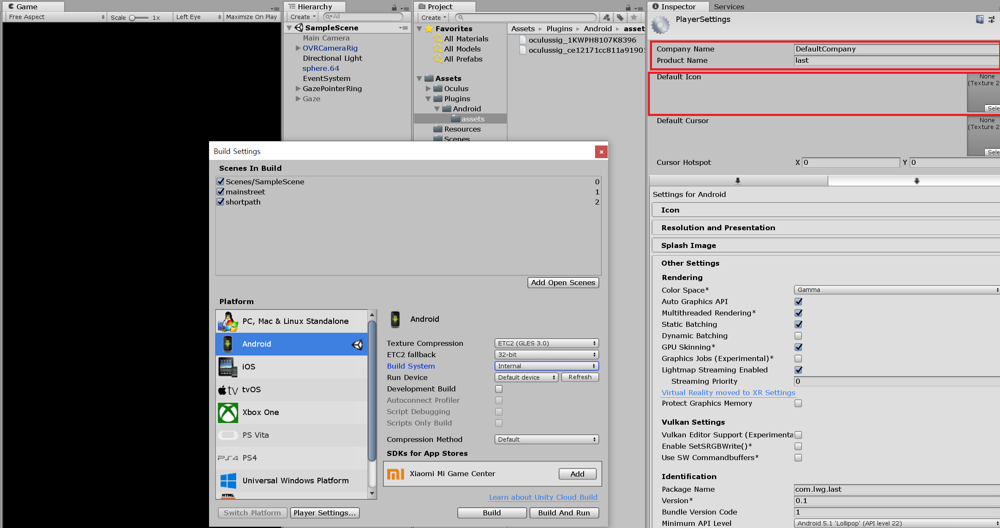 Game
Free Aspect
Scale
1x
Left Eye
Maximize On Play
Hierarchy
Create
All
SampleScene
Main Camera
OVRCameraRig
Directional Light
sphere.64
EventSystem
GazePointerRing
Gaze
Project
Create
Favorites
All Materials
All Models
All Prefabs
Assets
Oculus
Plugins
Android
assets
Resources
Scenes
Assets Plugins Android asset
oculussig_1KWPH8107K8396
oculussig_ce12171cc811a9190
Inspector
Services
PlayerSettings
Company Name
DefaultCompany
Product Name
last
Default Icon
None
(Texture 2
Sele
Default Cursor
None
(Texture 2
Sele
Cursor Hotspot
X 0
Y 0
Settings for Android
Icon
Resolution and Presentation
Splash Image
Other Settings
Rendering
Color Space*
Gamma
Auto Graphics API
Multithreaded Rendering*
Static Batching
Dynamic Batching
GPU Skinning*
Graphics Jobs (Experimental)*
Lightmap Streaming Enabled
Streaming Priority
0
Virtual Reality moved to XR Settings
Protect Graphics Memory
Vulkan Settings
Vulkan Editor Support (Experimenta
Enable SetSRGBWrite()*
Use SW Commandbuffers*
Identification
Package Name
com.lwg.last
Version*
0.1
Bundle Version Code
1
Minimum API Level
Android 5.1 'Lollipop' (API level 22)
Build Settings
Scenes In Build
Scenes/SampleScene
0
mainstreet
1
shortpath
2
Add Open Scenes
Platform
PC, Mac & Linux Standalone
Android
iOS
tv
tvOS
Xbox One
PS Vita
PS4
PS4
Universal Windows Platform
HTML
Android
Texture Compression
ETC2 (GLES 3.0)
ETC2 fallback
32-bit
Build System
Internal
Run Device
Default device
Refresh
Development Build
Autoconnect Profiler
Script Debugging
Scripts Only Build
Compression Method
Default
SDKs for App Stores
mi
Xiaomi Mi Game Center
Add
Learn about Unity Cloud Build
Switch Platform
Player Settings...
Build
Build And Run